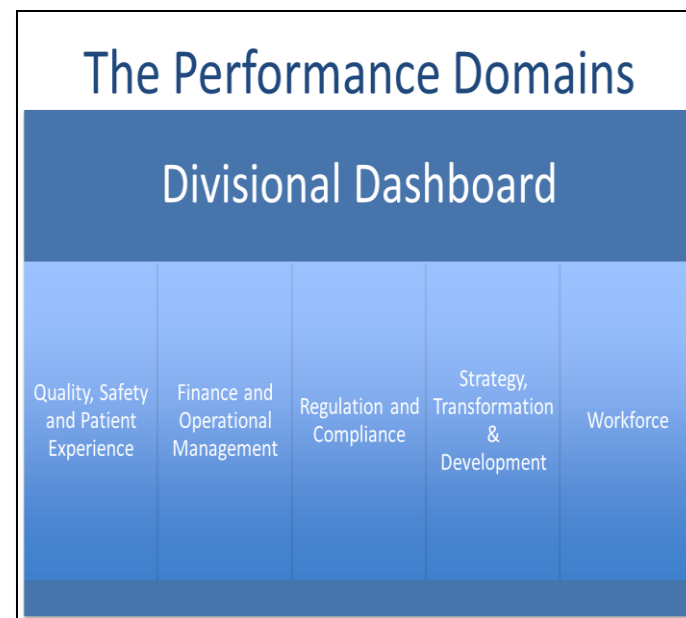 The Performance Domains
Divisional Dashboard
Quality, Safety
and Patient
Experience
Finance and
Operational
Management
Regulation and
Compliance
Strategy,
Transformation
&
Development
Workforce